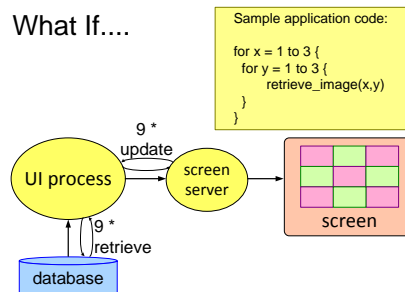 What If....
Sample application code:
for x = 1 to 3 {
for y = 1 to 3 {
retrieve_image(x,y)
}
}
9 *
update
UI process
screen
server
screen
9 *
retrieve
database